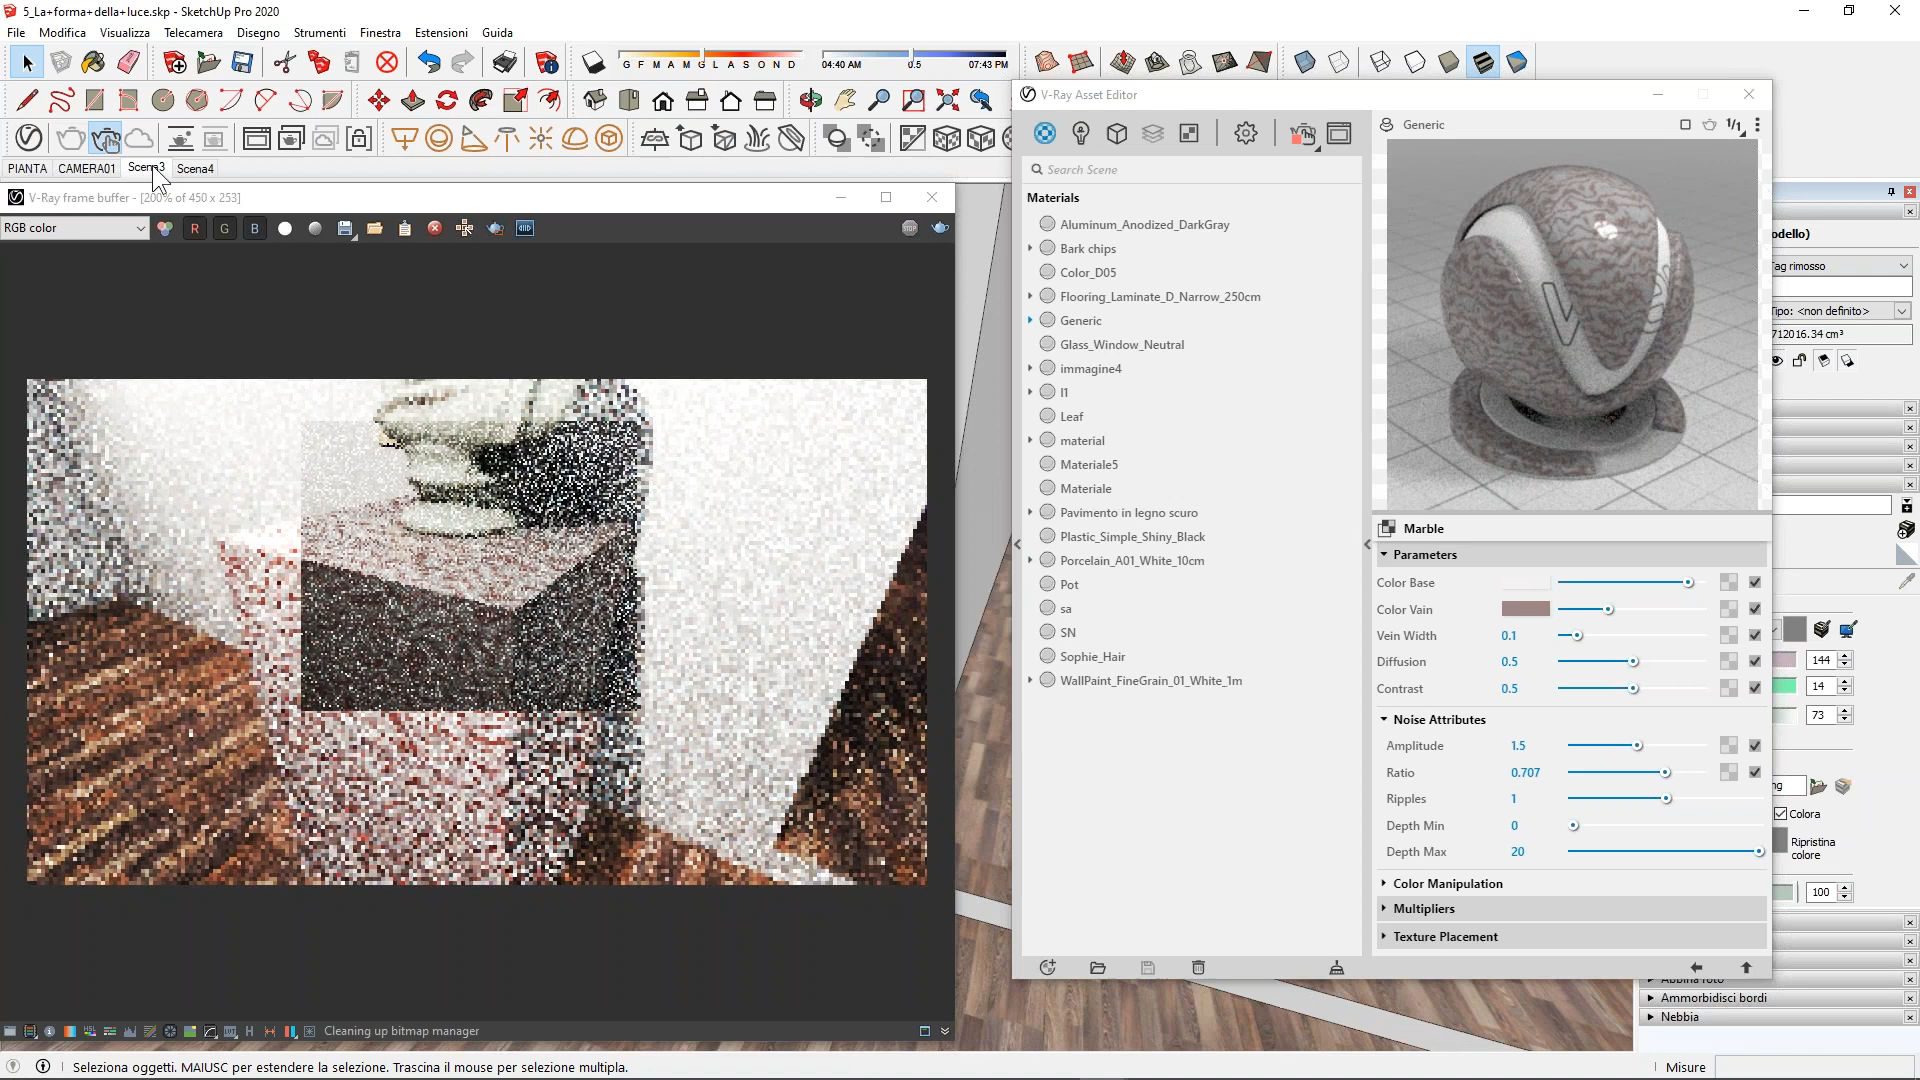 5_La+forma+della+luce.skp - SketchUp Pro 2020
File Modifica Visualizza Telecamera Disegno Strumenti Finestra Estensioni Guida
G F M A M G L A S O N D 04:40 AM 0.5 07:43 PM
V-Ray Asset Editor
PIANTA CAMERA01 Scena3 Scena4
Generic 1/1
Search Scene
V-Ray frame buffer - [200% of 450 x 253]
RGB color R G B STOP
Materials
Aluminum_Anodized_DarkGray
Bark chips
Color_D05
Flooring_Laminate_D_Narrow_250cm
Generic
Glass_Window_Neutral
immagine4
Leaf
material
Materiale5
Materiale
Pavimento in legno scuro
Plastic_Simple_Shiny_Black
Porcelain_A01_White_10cm
Pot
sa
SN
Sophie_Hair
WallPaint_FineGrain_01_White_1m
Marble
Parameters
Color Base
Color Vain
Vein Width 0.1
Diffusion 0.5
Contrast 0.5
Noise Attributes
Amplitude 1.5
Ratio 0.707
Ripples 1
Depth Min 0
Depth Max 20
Color Manipulation
Multipliers
Texture Placement
odello)
Tag rimosso
Tipo: <non definito>
712016.34 cm³
144
14
73
ng
Colora
Ripristina
colore
100
Ammorbidisci bordi
Nebbia
HSL H Cleaning up bitmap manager
Seleziona oggetti. MAIUSC per estendere la selezione. Trascina il mouse per selezione multipla.
Misure